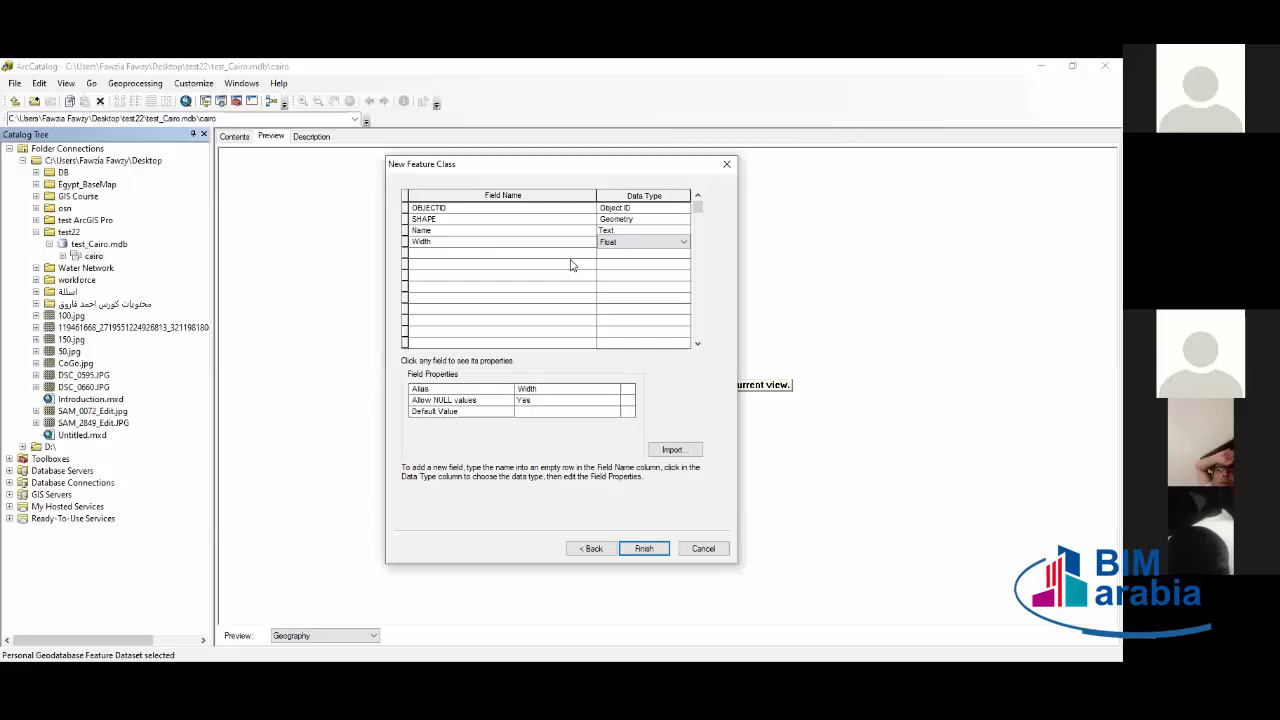 ArcCatalog - C:\Users\Fawzia Fawzy\Desktop\test22\test_Cairo.mdb\cairo
File Edit View Go Geoprocessing Customize Windows Help
C:\Users\Fawzia Fawzy\Desktop\test22\test_Cairo.mdb\cairo
Catalog Tree
Folder Connections
C:\Users\Fawzia Fawzy\Desktop
DB
Egypt_BaseMap
GIS Course
osn
test ArcGIS Pro
test22
test_Cairo.mdb
cairo
Water Network
workforce
اسئلة
محتويات كورس احمد فاروق
100.jpg
119461668_2719551224926813_321198180
150.jpg
50.jpg
CoGo.jpg
DSC_0595.JPG
DSC_0660.JPG
Introduction.mxd
SAM_0072_Edit.jpg
SAM_2849_Edit.JPG
Untitled.mxd
D:\
Toolboxes
Database Servers
Database Connections
GIS Servers
My Hosted Services
Ready-To-Use Services
Contents Preview Description
New Feature Class
Field Name Data Type
OBJECTID Object ID
SHAPE Geometry
Name Text
Width Float
Click any field to see its properties.
Field Properties
Alias Width
Allow NULL values Yes
Default Value
urrent view.
Import...
To add a new field, type the name into an empty row in the Field Name column, click in the
Data Type column to choose the data type, then edit the Field Properties.
< Back Finish Cancel
Preview: Geography
Personal Geodatabase Feature Dataset selected
BIM
arabia